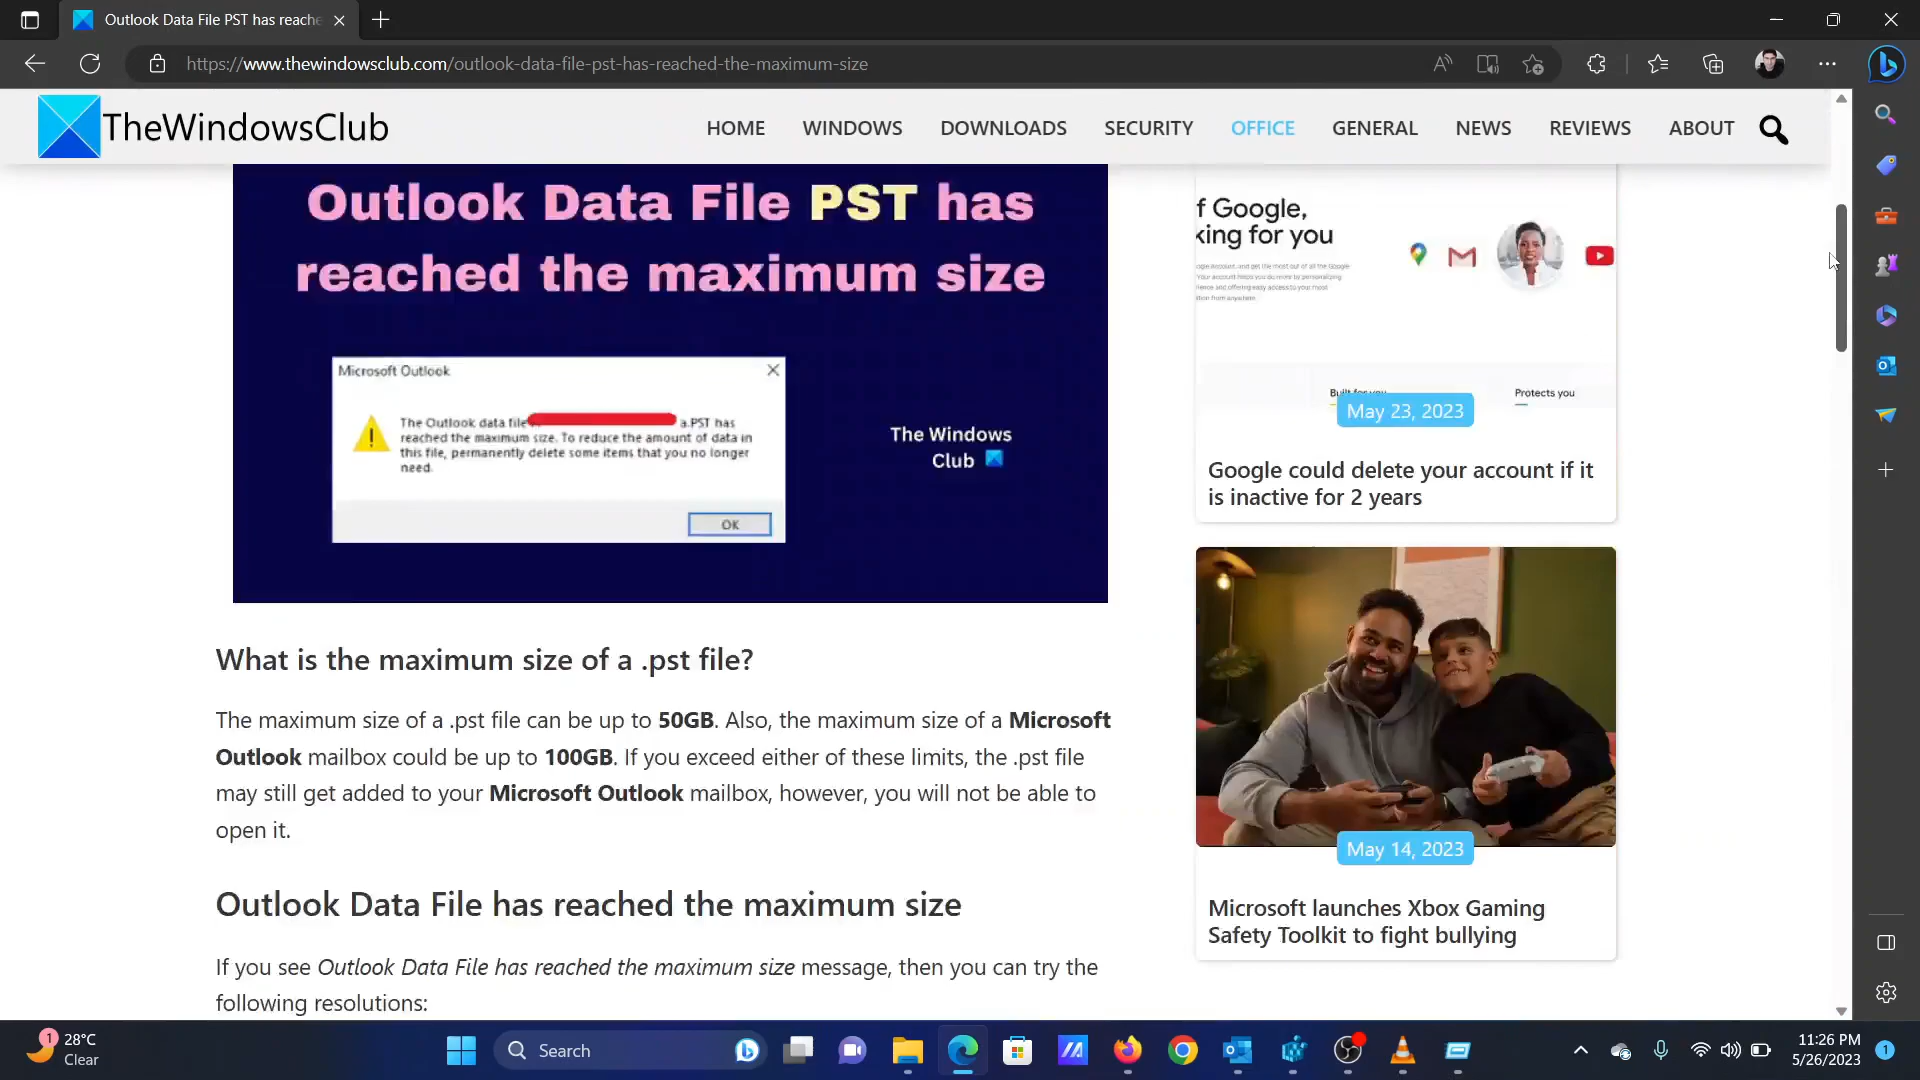 Outlook Data File PST has reache
https://www.thewindowsclub.com/outlook-data-file-pst-has-reached-the-maximum-size
TheWindowsClub
HOME
WINDOWS
DOWNLOADS
SECURITY
OFFICE
GENERAL
NEWS
REVIEWS
ABOUT
Outlook Data File PST has
reached the maximum size
Microsoft Outlook
The Outlook data file a.PST has
reached the maximum size. To reduce the amount of data in
this file, permanently delete some items that you no longer
need.
OK
The Windows
Club
What is the maximum size of a .pst file?
The maximum size of a .pst file can be up to 50GB. Also, the maximum size of a Microsoft
Outlook mailbox could be up to 100GB. If you exceed either of these limits, the .pst file
may still get added to your Microsoft Outlook mailbox, however, you will not be able to
open it.
Outlook Data File has reached the maximum size
If you see Outlook Data File has reached the maximum size message, then you can try the
following resolutions:
f Google,
king for you
Protects you
May 23, 2023
Google could delete your account if it
is inactive for 2 years
May 14, 2023
Microsoft launches Xbox Gaming
Safety Toolkit to fight bullying
1
28°C
Clear
Search
11:26 PM
5/26/2023
1